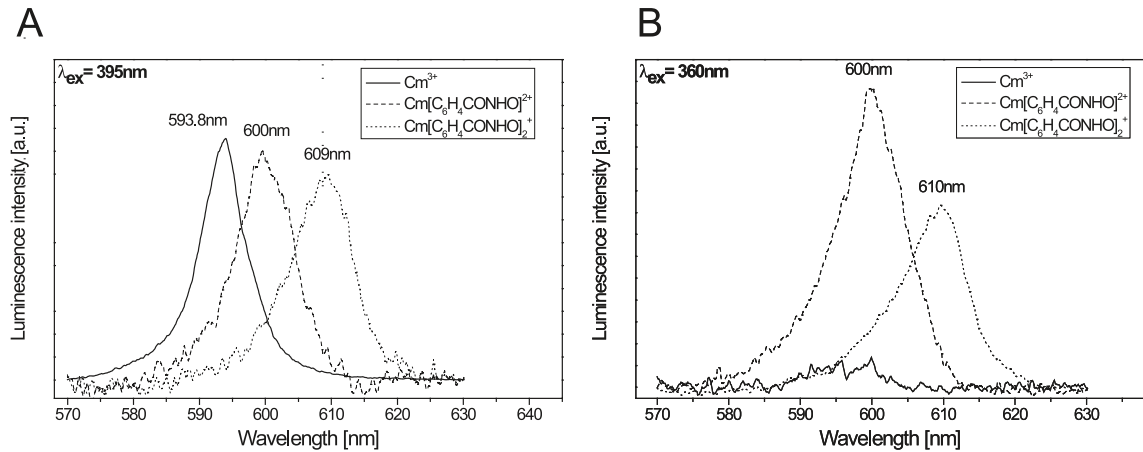 A
λex= 395nm
Cm³⁺
Cm[C₆H₄CONHO]²⁺
Cm[C₆H₄CONHO]₂⁺
593.8nm
600nm
609nm
Luminescence intensity [a.u.]
570 580 590 600 610 620 630 640
Wavelength [nm]
B
λex= 360nm
Cm³⁺
Cm[C₆H₄CONHO]²⁺
Cm[C₆H₄CONHO]₂⁺
600nm
610nm
Luminescence intensity [a.u.]
570 580 590 600 610 620 630
Wavelength [nm]